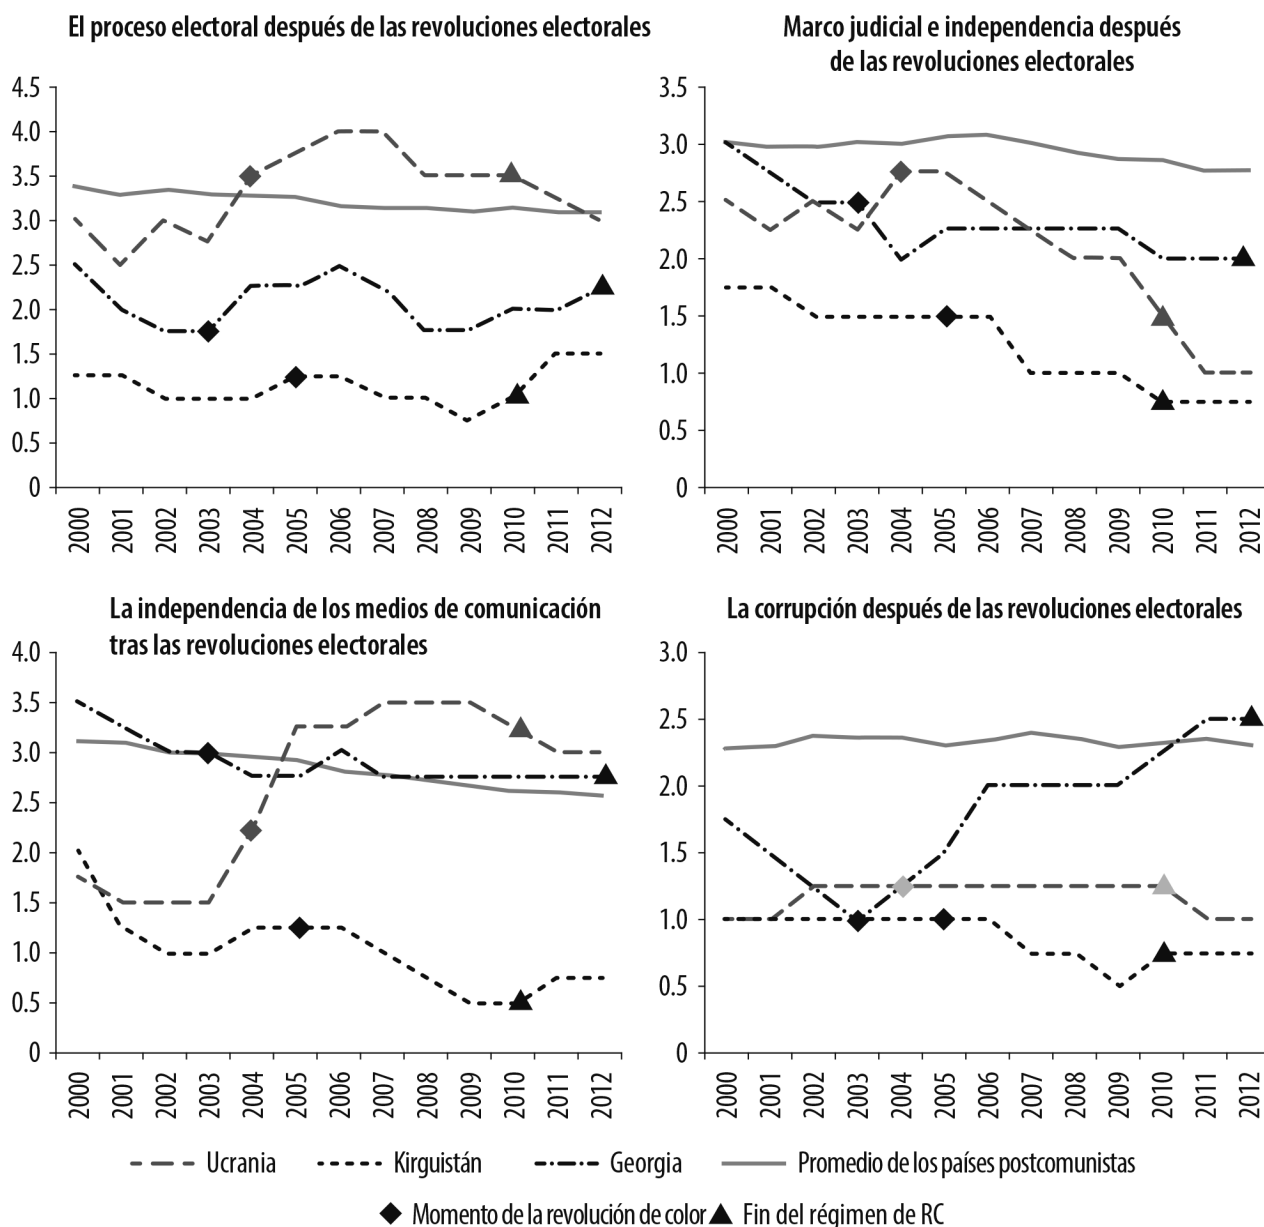 El proceso electoral después de las revoluciones electorales
4.5
4.0
3.5
3.0
2.5
2.0
1.5
1.0
0.5
0
2000 2001 2002 2003 2004 2005 2006 2007 2008 2009 2010 2011 2012
Marco judicial e independencia después
de las revoluciones electorales
3.5
3.0
2.5
2.0
1.5
1.0
0.5
0
2000 2001 2002 2003 2004 2005 2006 2007 2008 2009 2010 2011 2012
La independencia de los medios de comunicación
tras las revoluciones electorales
4.0
3.5
3.0
2.5
2.0
1.5
1.0
0.5
0
2000 2001 2002 2003 2004 2005 2006 2007 2008 2009 2010 2011 2012
La corrupción después de las revoluciones electorales
3.0
2.5
2.0
1.5
1.0
0.5
0
2000 2001 2002 2003 2004 2005 2006 2007 2008 2009 2010 2011 2012
Ucrania Kirguistán Georgia Promedio de los países postcomunistas
Momento de la revolución de color Fin del régimen de RC